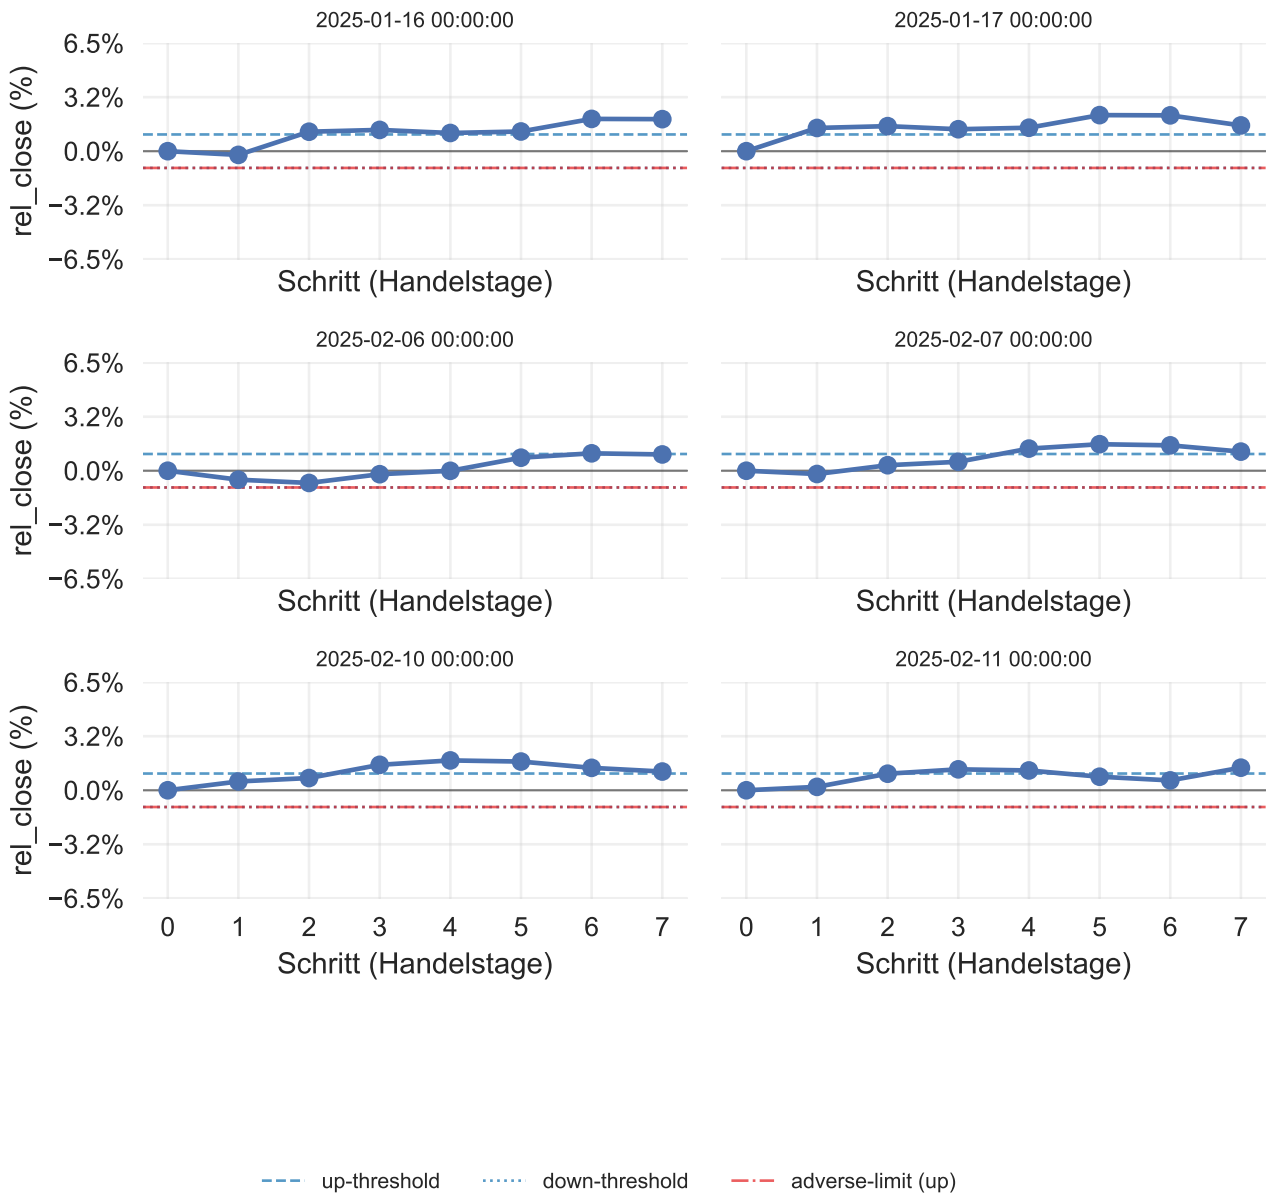 2025-01-16 00:00:00
2025-01-17 00:00:00
6.5%
3.2%
0.0%
−3.2%
−6.5%
rel_close (%)
Schritt (Handelstage)
Schritt (Handelstage)
2025-02-06 00:00:00
2025-02-07 00:00:00
6.5%
3.2%
0.0%
−3.2%
−6.5%
rel_close (%)
Schritt (Handelstage)
Schritt (Handelstage)
2025-02-10 00:00:00
2025-02-11 00:00:00
6.5%
3.2%
0.0%
−3.2%
−6.5%
rel_close (%)
0 1 2 3 4 5 6 7
0 1 2 3 4 5 6 7
Schritt (Handelstage)
Schritt (Handelstage)
up-threshold down-threshold adverse-limit (up)